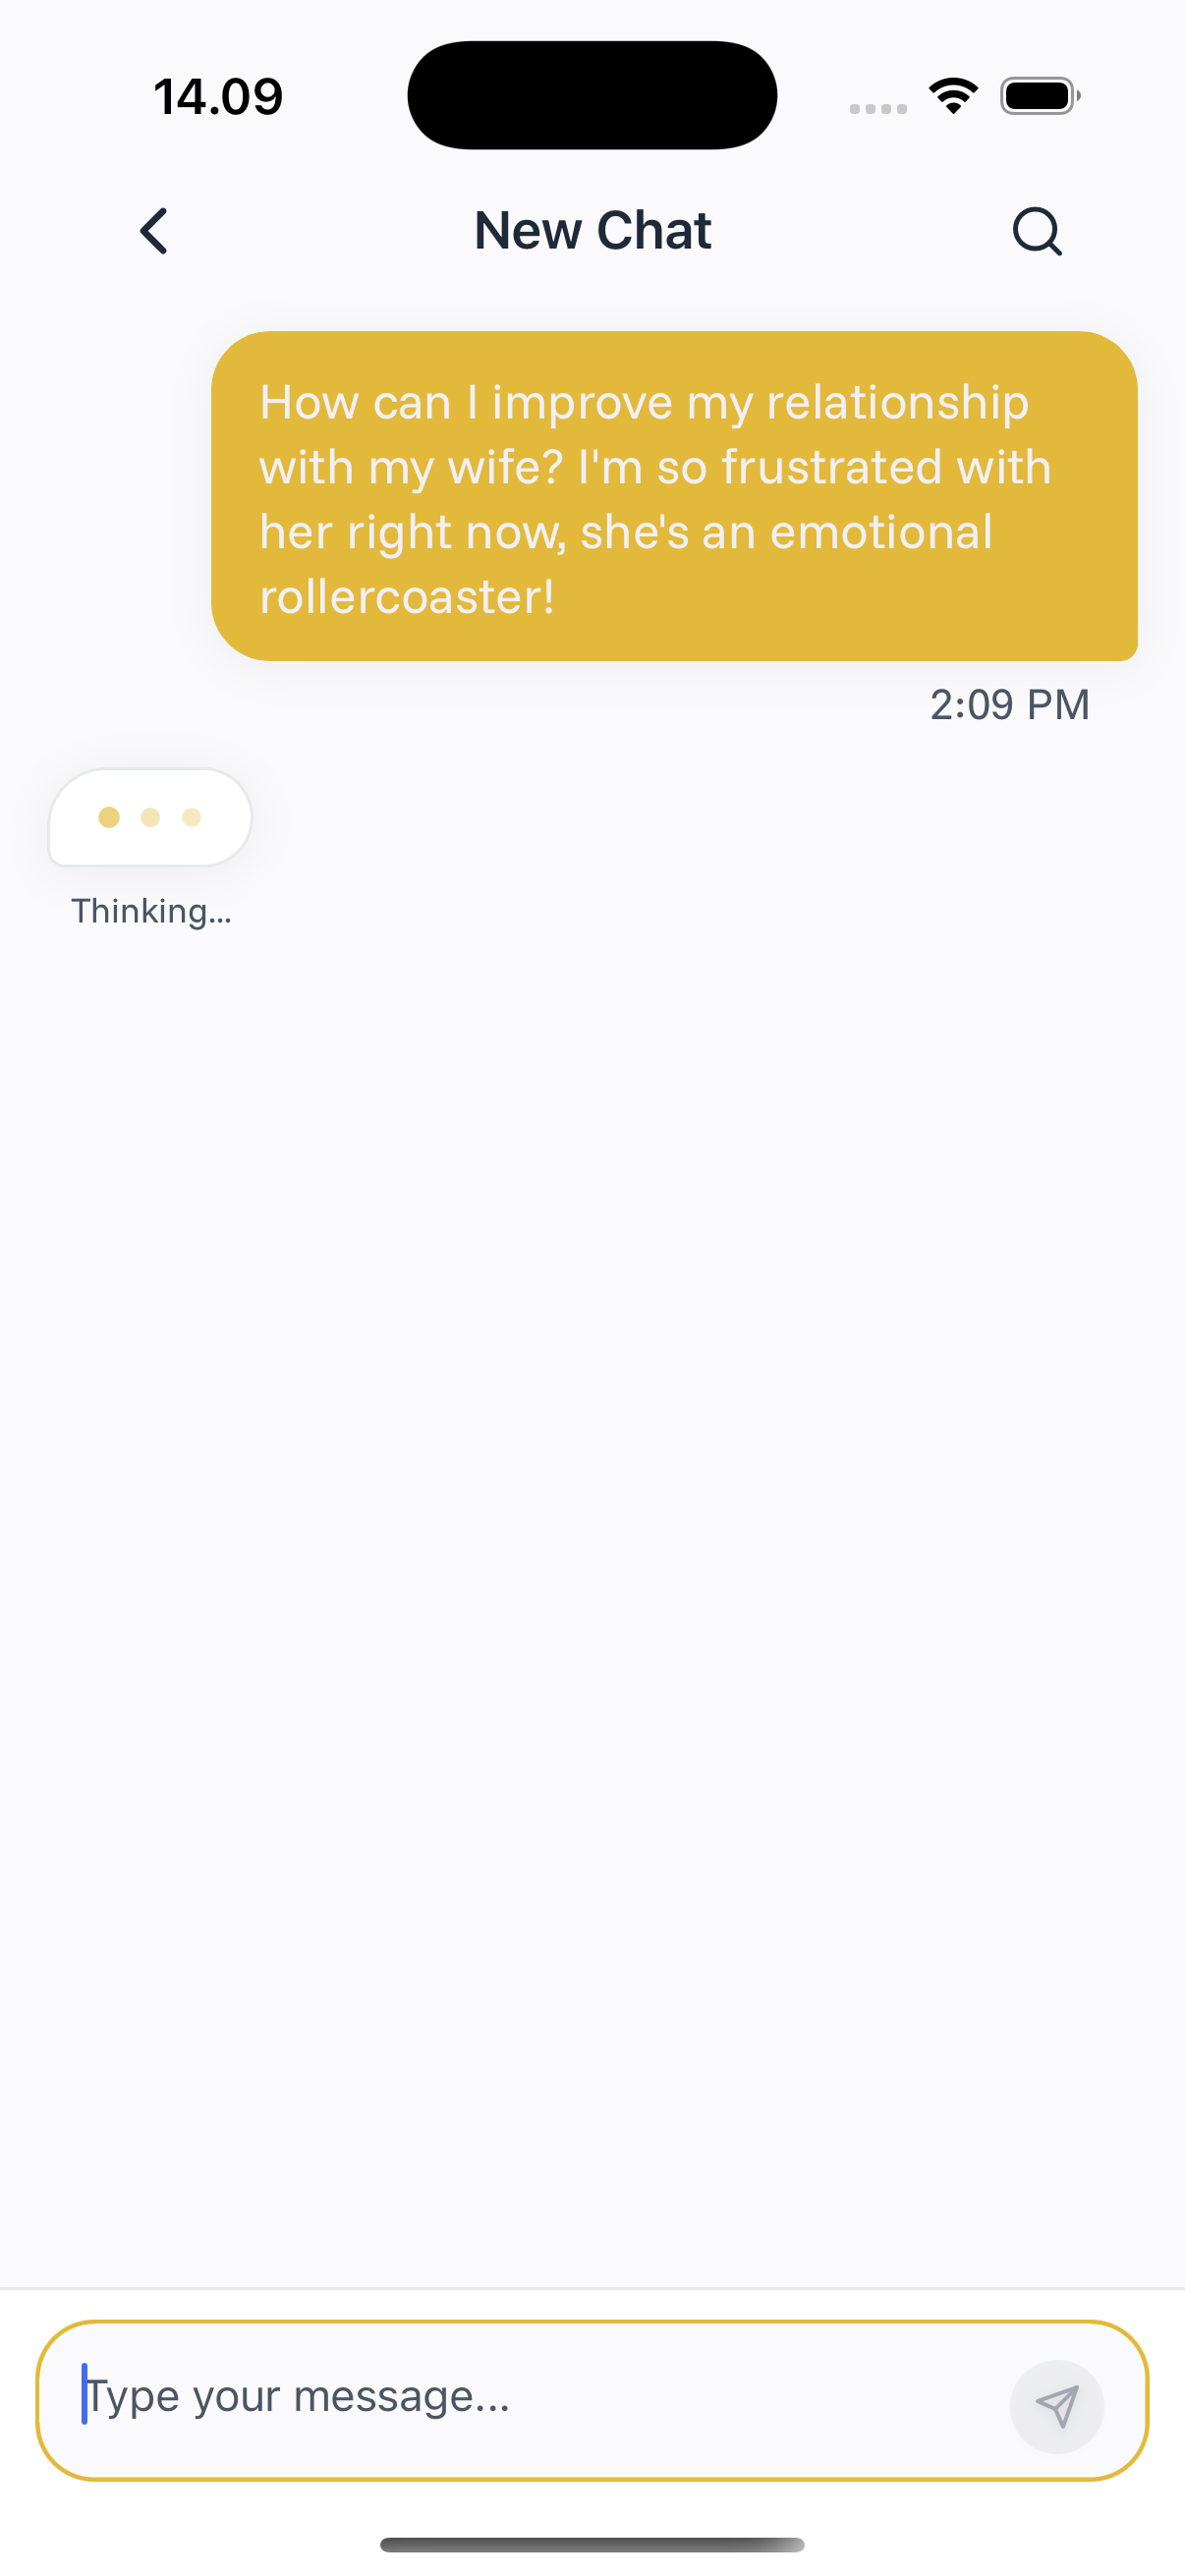 14.09
New Chat
How can I improve my relationship
with my wife? I'm so frustrated with
her right now, she's an emotional
rollercoaster!
2:09 PM
Thinking...
Type your message...